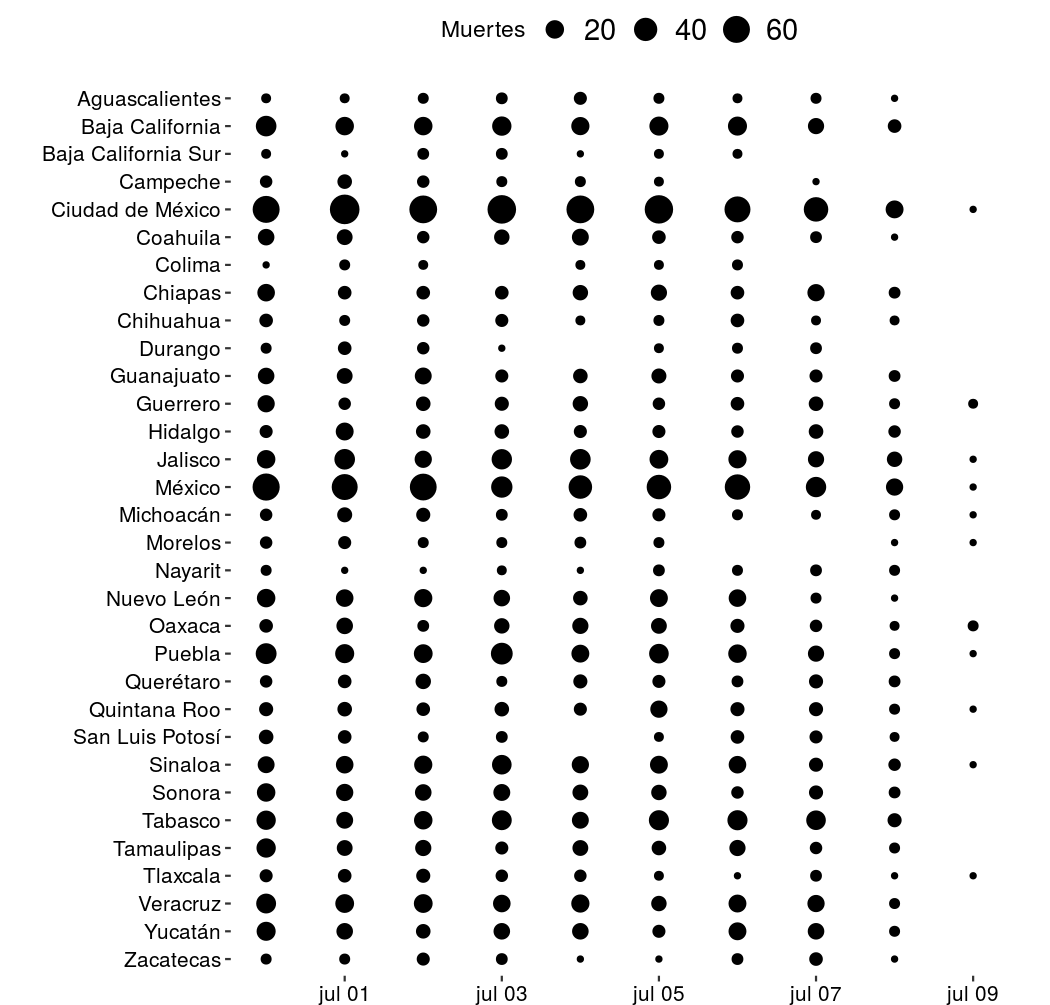 Muertes 20 40 60
Aguascalientes
Baja California
Baja California Sur
Campeche
Ciudad de México
Coahuila
Colima
Chiapas
Chihuahua
Durango
Guanajuato
Guerrero
Hidalgo
Jalisco
México
Michoacán
Morelos
Nayarit
Nuevo León
Oaxaca
Puebla
Querétaro
Quintana Roo
San Luis Potosí
Sinaloa
Sonora
Tabasco
Tamaulipas
Tlaxcala
Veracruz
Yucatán
Zacatecas
jul 01 jul 03 jul 05 jul 07 jul 09